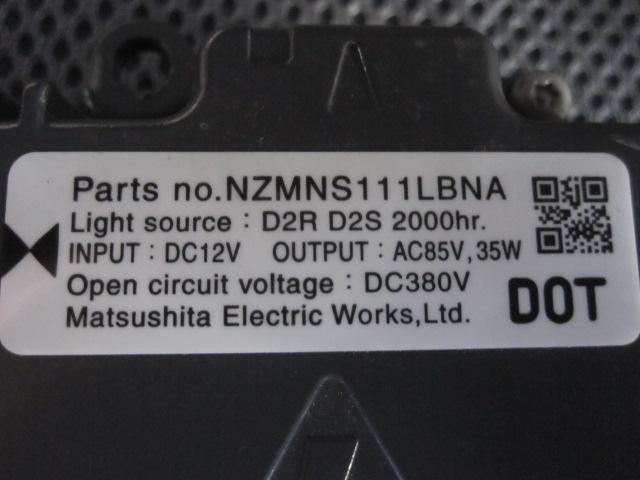 Parts no.NZMNS111LBNA
Light source : D2R D2S 2000hr.
INPUT : DC12V OUTPUT : AC85V,35W
Open circuit voltage : DC380V
Matsushita Electric Works,Ltd.
DOT